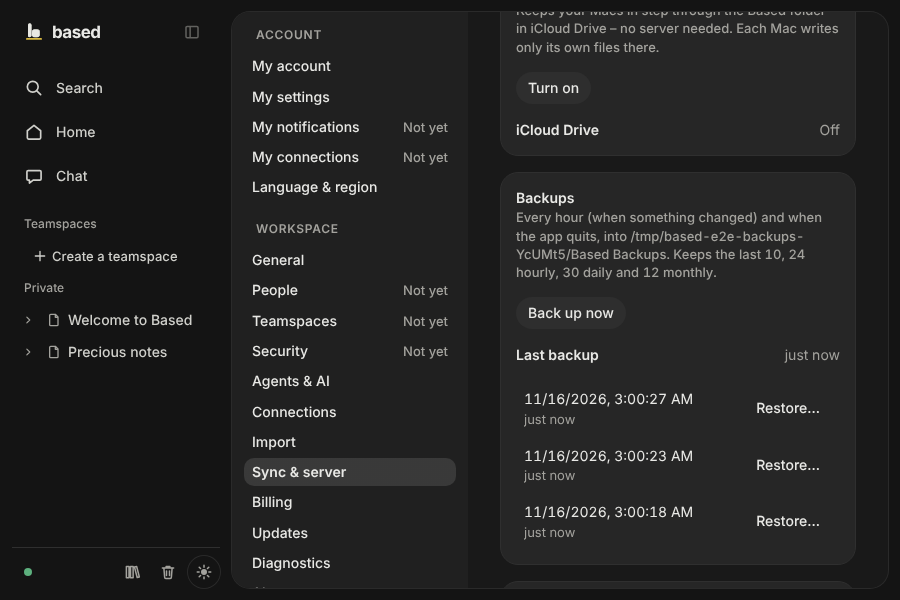 based
Search
Home
Chat
Teamspaces
Create a teamspace
Private
Welcome to Based
Precious notes
ACCOUNT
My account
My settings
My notifications Not yet
My connections Not yet
Language & region
WORKSPACE
General
People Not yet
Teamspaces Not yet
Security Not yet
Agents & AI
Connections
Import
Sync & server
Billing
Updates
Diagnostics
Keeps your Macs in step through the Based folder
in iCloud Drive – no server needed. Each Mac writes
only its own files there.
Turn on
iCloud Drive Off
Backups
Every hour (when something changed) and when
the app quits, into /tmp/based-e2e-backups-
YcUMt5/Based Backups. Keeps the last 10, 24
hourly, 30 daily and 12 monthly.
Back up now
Last backup just now
11/16/2026, 3:00:27 AM
just now
Restore...
11/16/2026, 3:00:23 AM
just now
Restore...
11/16/2026, 3:00:18 AM
just now
Restore...